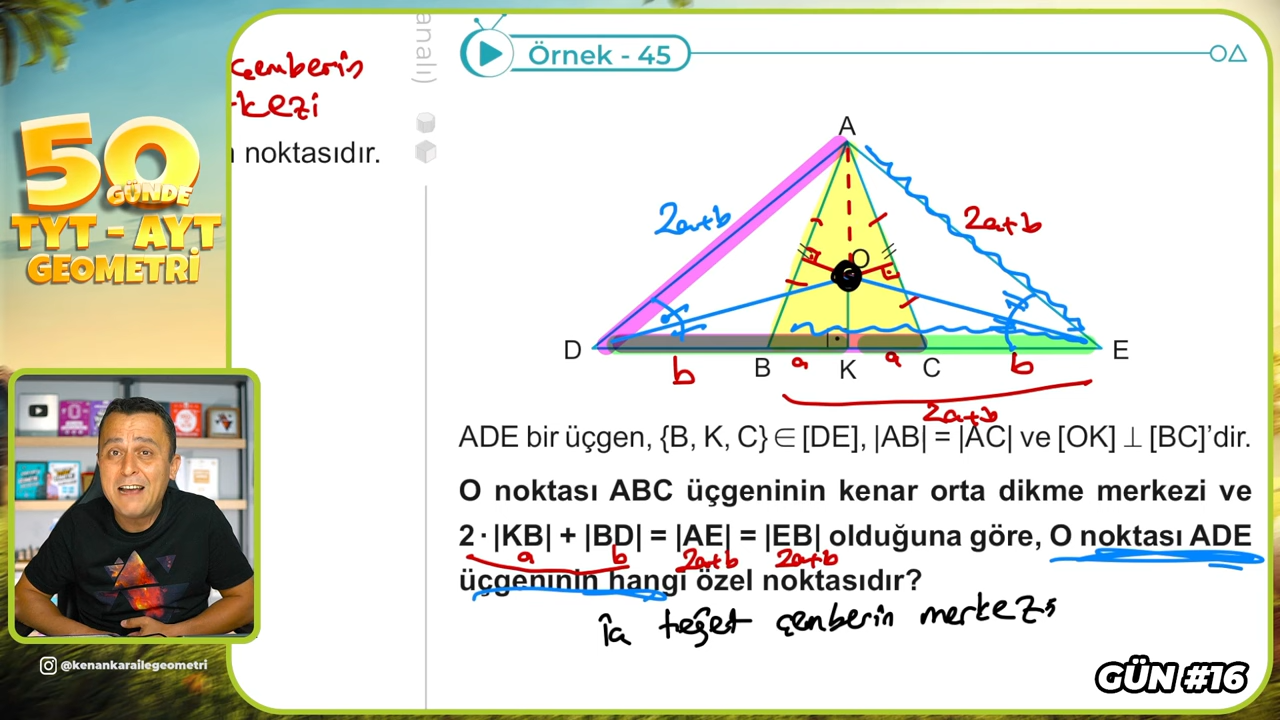 çemberin
rkezi
noktasıdır.
analı)
Örnek - 45
50
GÜNDE
TYT - AYT
GEOMETRİ
A
2a+b
2a+b
O
D
B
K
C
E
b
a
a
b
2a+b
ADE bir üçgen, {B, K, C} ∈ [DE], |AB| = |AC| ve [OK] ⊥ [BC]'dir.
O noktası ABC üçgeninin kenar orta dikme merkezi ve
2·|KB| + |BD| = |AE| = |EB| olduğuna göre, O noktası ADE
a b 2a+b 2a+b
üçgeninin hangi özel noktasıdır?
teğet çemberin merkezi
@kenankarailegeometri
GÜN #16